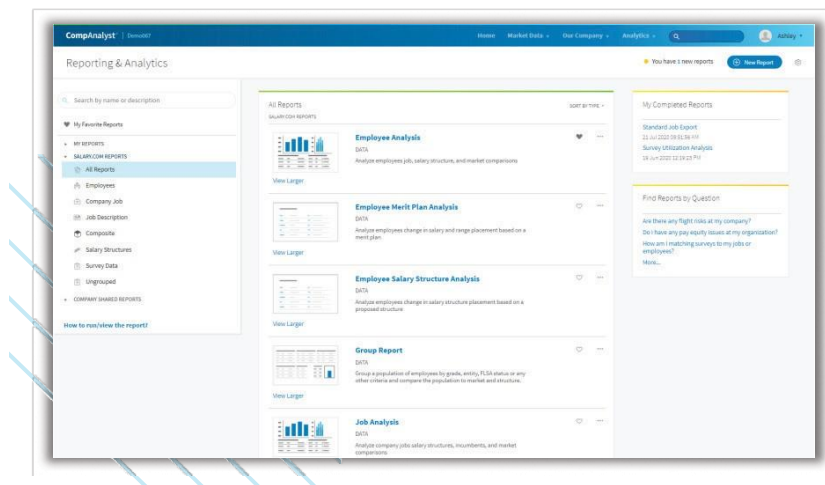 CompAnalyst | Demo007
Home Market Data Our Company Analytics Ashley
Reporting & Analytics
You have 1 new reports
New Report
Search by name or description
My Favorite Reports
MY REPORTS
SALARY.COM REPORTS
All Reports
Employees
Company Job
Job Description
Composite
Salary Structures
Survey Data
Ungrouped
COMPANY SHARED REPORTS
How to run/view the report?
All Reports
SORT BY TYPE
SALARY.COM REPORTS
Employee Analysis
DATA
Analyze employees job, salary structure, and market comparisons
View Larger
Employee Merit Plan Analysis
DATA
Analyze employees change in salary and range placement based on a
merit plan
View Larger
Employee Salary Structure Analysis
DATA
Analyze employees change in salary structure placement based on a
proposed structure
View Larger
Group Report
DATA
Group a population of employees by grade, entity, FLSA status or any
other criteria and compare the population to market and structure.
View Larger
Job Analysis
DATA
Analyze company jobs salary structures, incumbents, and market
comparisons
My Completed Reports
Standard Job Export
Survey Utilization Analysis
Find Reports by Question
Are there any flight risks at my company?
Do I have any pay equity issues at my organization?
How am I matching surveys to my jobs or
employees?
More...